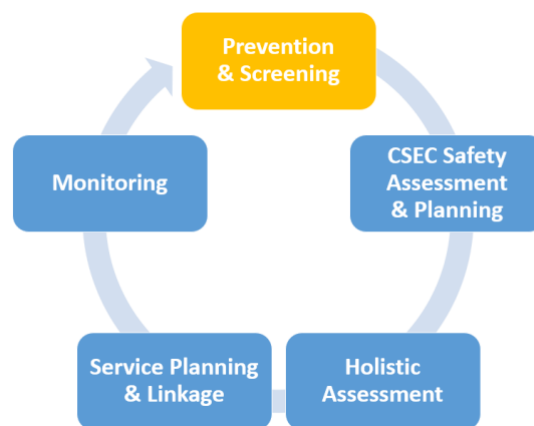 Prevention
& Screening
CSEC Safety
Assessment
& Planning
Holistic
Assessment
Service Planning
& Linkage
Monitoring